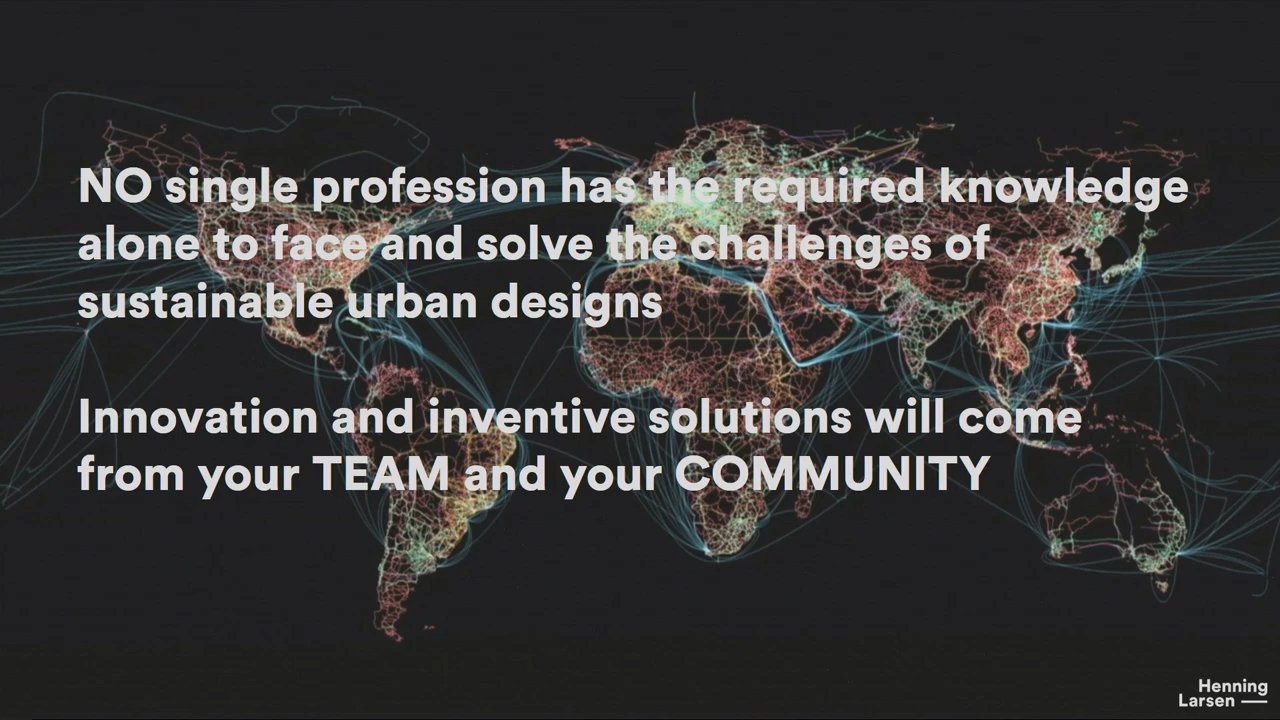 NO single profession has the required knowledge
alone to face and solve the challenges of
sustainable urban designs
Innovation and inventive solutions will come
from your TEAM and your COMMUNITY
Henning
Larsen —